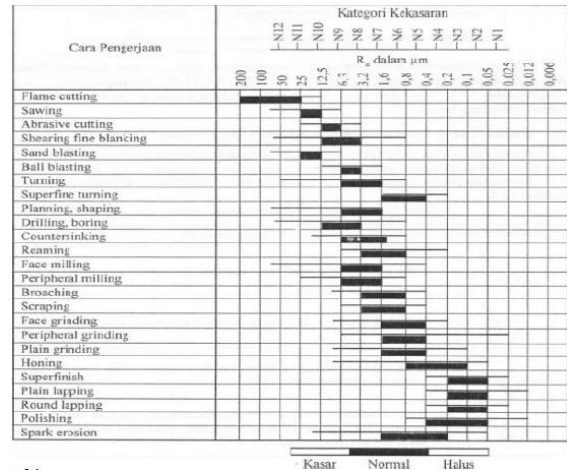 Kategori Kekasaran
Cara Pengerjaan
N12 N11 N10 N9 N8 N7 N6 N5 N4 N3 N2 N1
Ra dalam µm
200 100 50 25 12,5 6,3 3,2 1,6 0,8 0,4 0,2 0,1 0,05 0,025 0,012 0,006
Flame cutting
Sawing
Abrasive cutting
Shearing fine blancing
Sand blasting
Ball blasting
Turning
Superfine turning
Planning, shaping
Drilling, boring
Countersinking
Reaming
Face milling
Peripheral milling
Broaching
Scraping
Face grinding
Peripheral grinding
Plain grinding
Honing
Superfinish
Plain lapping
Round lapping
Polishing
Spark erosion
Kasar Normal Halus